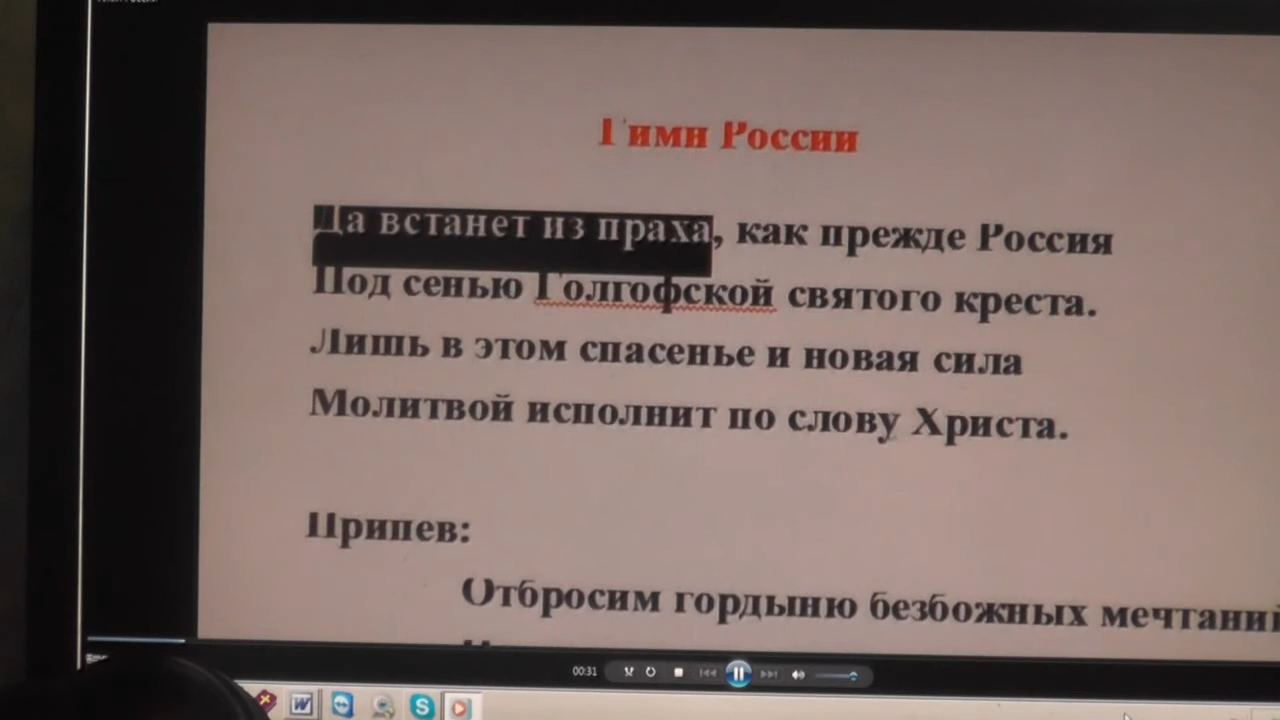 Гимн России
Да встанет из праха, как прежде Россия
Под сенью Голгофской святого креста.
Лишь в этом спасенье и новая сила
Молитвой исполнит по слову Христа.
Припев:
Отбросим гордыню безбожных мечтани
00:31